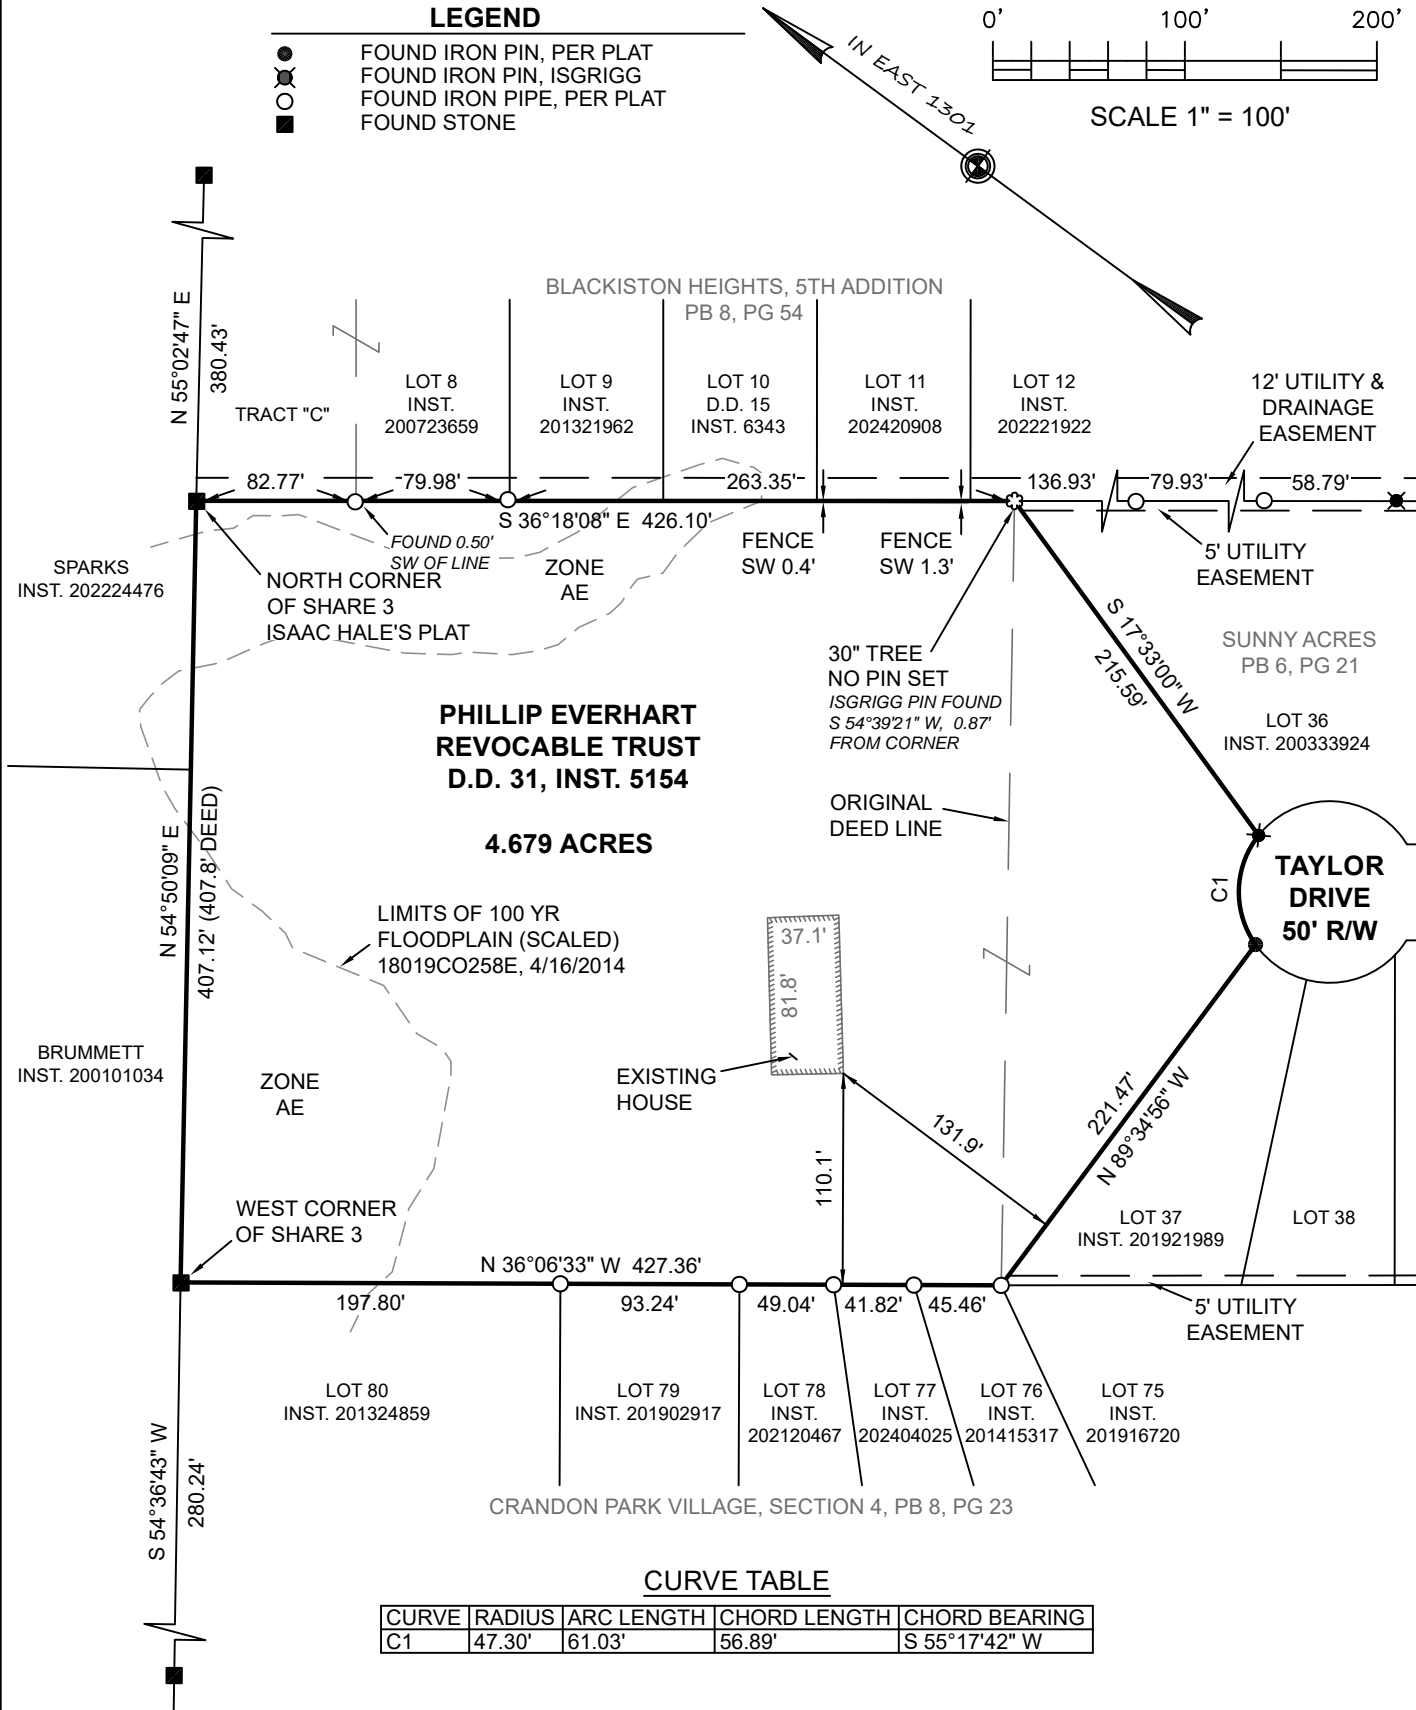 LEGEND
FOUND IRON PIN, PER PLAT
FOUND IRON PIN, ISGRIGG
FOUND IRON PIPE, PER PLAT
FOUND STONE
0' 100' 200'
SCALE 1" = 100'
IN EAST 1301
BLACKISTON HEIGHTS, 5TH ADDITION
PB 8, PG 54
N 55°02'47" E
380.43'
TRACT "C"
LOT 8
INST.
200723659
LOT 9
INST.
201321962
LOT 10
D.D. 15
INST. 6343
LOT 11
INST.
202420908
LOT 12
INST.
202221922
12' UTILITY &
DRAINAGE
EASEMENT
82.77' 79.98' 263.35' 136.93' 79.93' 58.79'
S 36°18'08" E 426.10'
FOUND 0.50'
SW OF LINE
FENCE
SW 0.4'
FENCE
SW 1.3'
5' UTILITY
EASEMENT
SPARKS
INST. 202224476
NORTH CORNER
OF SHARE 3
ISAAC HALE'S PLAT
ZONE
AE
30" TREE
NO PIN SET
ISGRIGG PIN FOUND
S 54°39'21" W, 0.87'
FROM CORNER
S 17°33'00" W
215.59'
SUNNY ACRES
PB 6, PG 21
LOT 36
INST. 200333924
PHILLIP EVERHART
REVOCABLE TRUST
D.D. 31, INST. 5154
4.679 ACRES
ORIGINAL
DEED LINE
N 54°50'09" E
407.12' (407.8' DEED)
C1
TAYLOR
DRIVE
50' R/W
LIMITS OF 100 YR
FLOODPLAIN (SCALED)
18019CO258E, 4/16/2014
37.1'
81.8'
EXISTING
HOUSE
BRUMMETT
INST. 200101034
ZONE
AE
131.9'
110.1'
221.47'
N 89°34'56" W
WEST CORNER
OF SHARE 3
LOT 37
INST. 201921989
LOT 38
N 36°06'33" W 427.36'
197.80' 93.24' 49.04' 41.82' 45.46'
5' UTILITY
EASEMENT
LOT 80
INST. 201324859
LOT 79
INST. 201902917
LOT 78
INST.
202120467
LOT 77
INST.
202404025
LOT 76
INST.
201415317
LOT 75
INST.
201916720
S 54°36'43" W
280.24'
CRANDON PARK VILLAGE, SECTION 4, PB 8, PG 23
CURVE TABLE
CURVE RADIUS ARC LENGTH CHORD LENGTH CHORD BEARING
C1 47.30' 61.03' 56.89' S 55°17'42" W